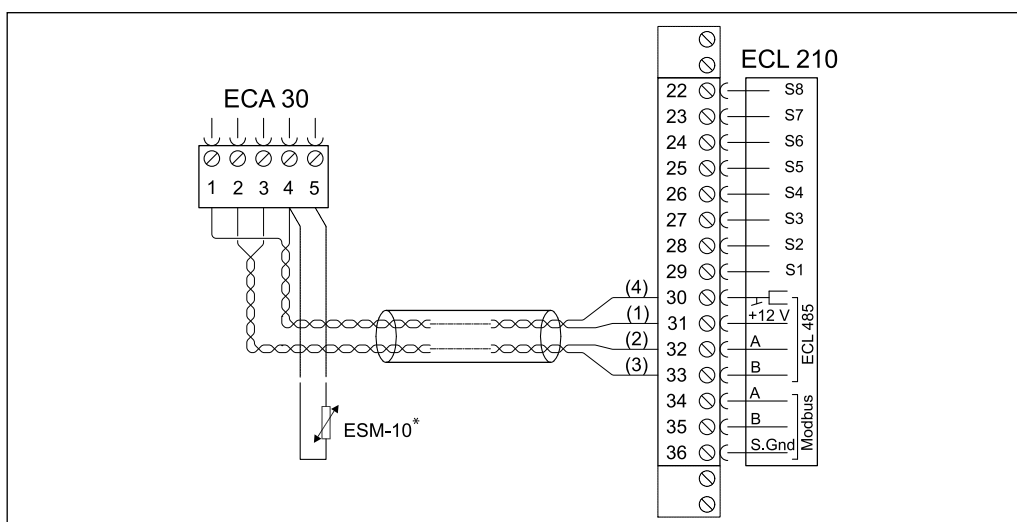 ECA 30
1 2 3 4 5
ESM-10*
(4)
(1)
(2)
(3)
ECL 210
22 S8
23 S7
24 S6
25 S5
26 S4
27 S3
28 S2
29 S1
30
31 +12 V
32 A
33 B
ECL 485
34 A
35 B
36 S.Gnd
Modbus